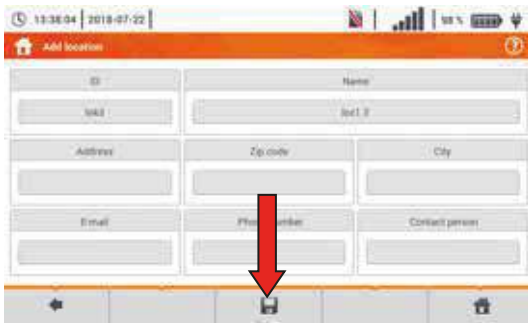 13:38:04 2018-07-22 98 %
Add location
ID Name
Address Zip code City
E-mail Phone number Contact person